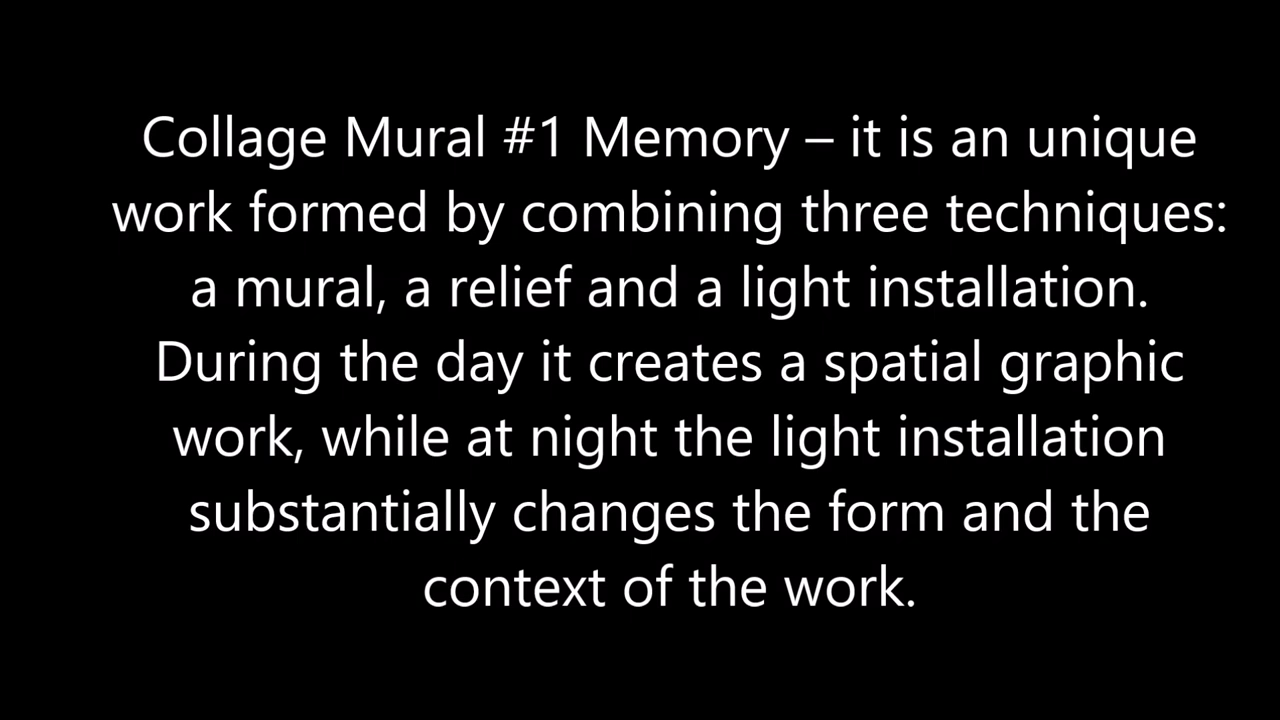 Collage Mural #1 Memory – it is an unique
work formed by combining three techniques:
a mural, a relief and a light installation.
During the day it creates a spatial graphic
work, while at night the light installation
substantially changes the form and the
context of the work.